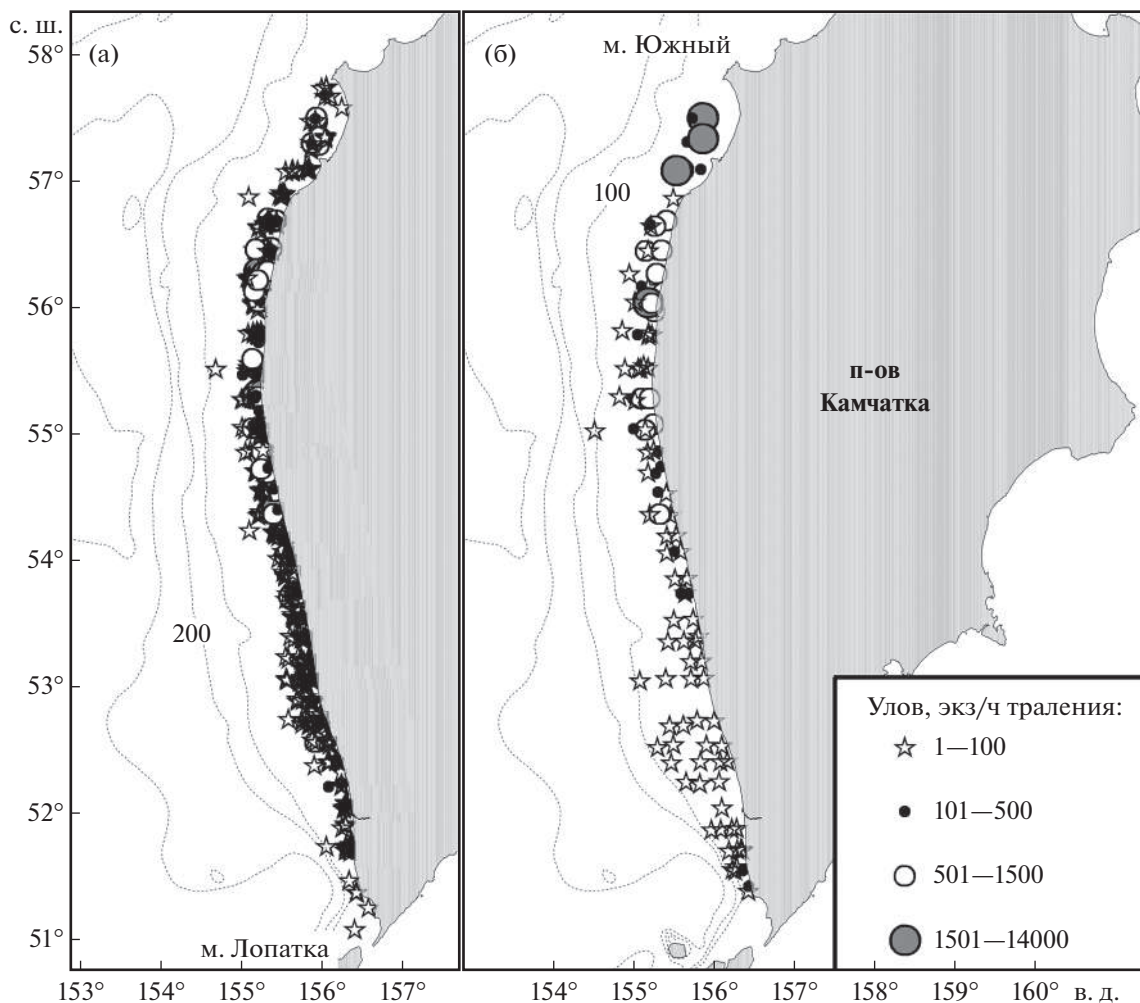 с. ш.
58°
57°
56°
55°
54°
53°
52°
51°
(а)
200
м. Лопатка
(б)
м. Южный
100
п-ов
Камчатка
Улов, экз/ч траления:
1—100
101—500
501—1500
1501—14000
153° 154° 155° 156° 157° 154° 155° 156° 157° 158° 159° 160° в. д.